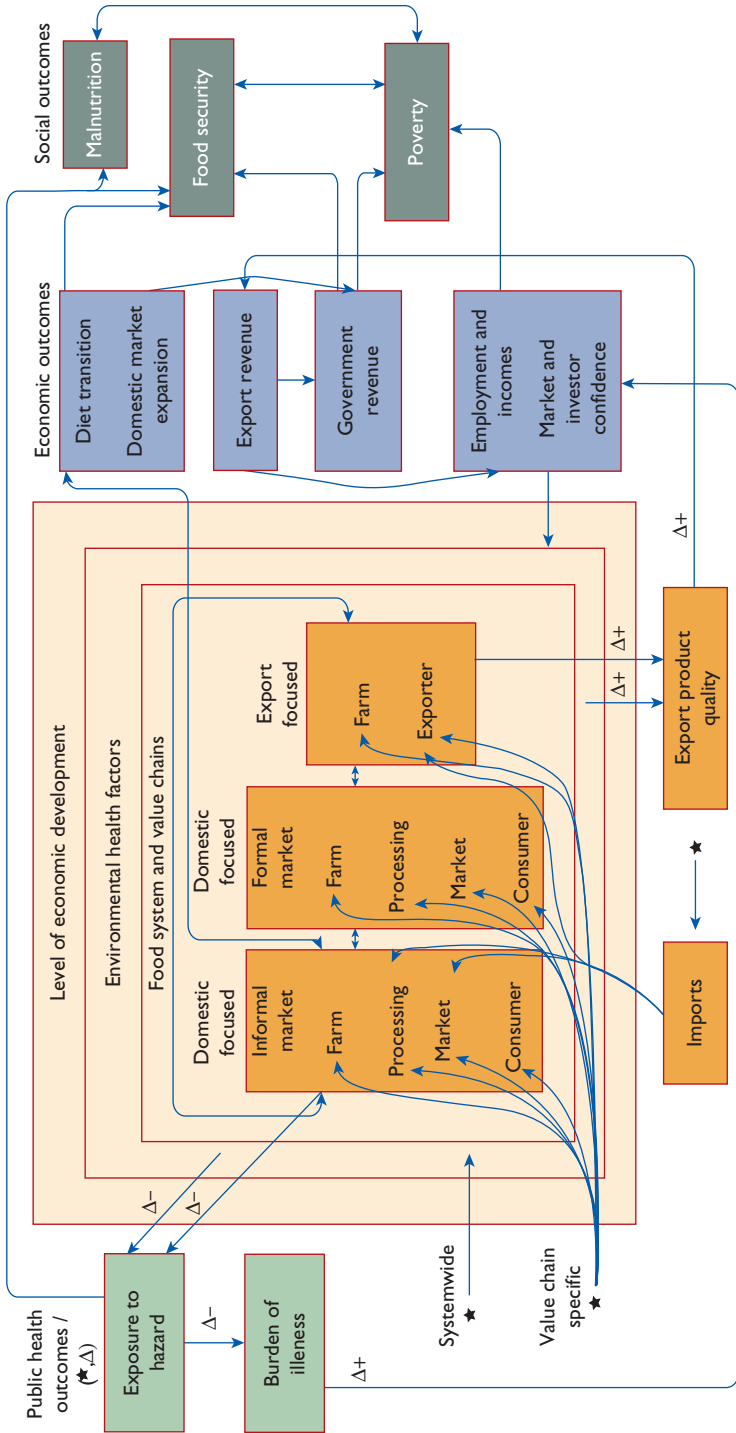 Public health
outcomes /
(★,Δ)
Exposure to
hazard
Δ−
Burden of
illeness
Δ+
Δ−
Δ−
Systemwide
★
Value chain
specific
★
Level of economic development
Environmental health factors
Food system and value chains
Domestic
focused
Informal
market
Farm
Processing
Market
Consumer
Domestic
focused
Formal
market
Farm
Processing
Market
Consumer
Export
focused
Farm
Exporter
Δ+
Δ+
Imports
★
Export product
quality
Δ+
Economic outcomes
Diet transition
Domestic market
expansion
Export revenue
Government
revenue
Employment and
incomes
Market and
investor
confidence
Social outcomes
Malnutrition
Food security
Poverty